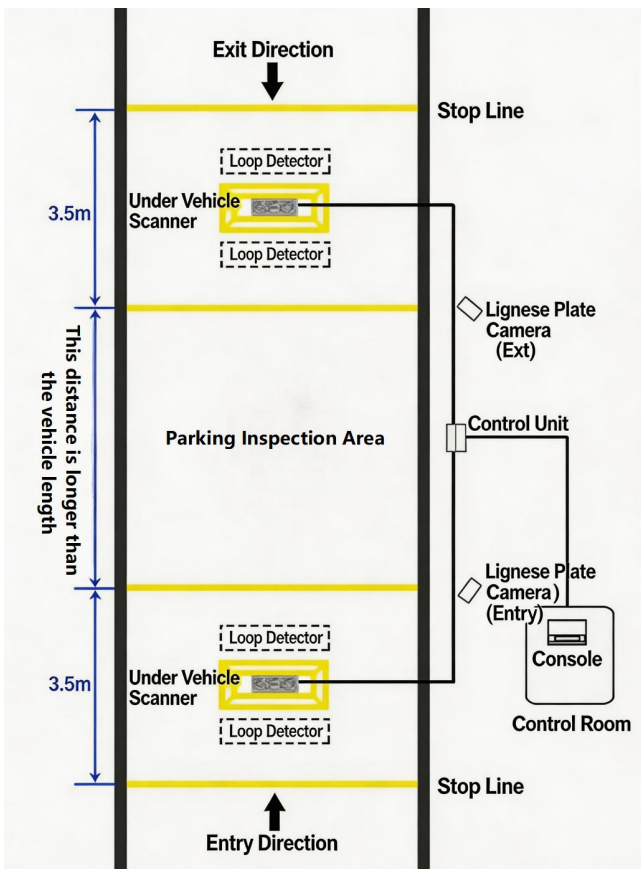 Exit Direction
Stop Line
Loop Detector
Under Vehicle
Scanner
3.5m
Loop Detector
Lignese Plate
Camera
(Ext)
This distance is longer than
the vehicle length
Parking Inspection Area
Control Unit
Lignese Plate
Camera)
(Entry)
Loop Detector
Under Vehicle
Scanner
3.5m
Console
Loop Detector
Control Room
Stop Line
Entry Direction